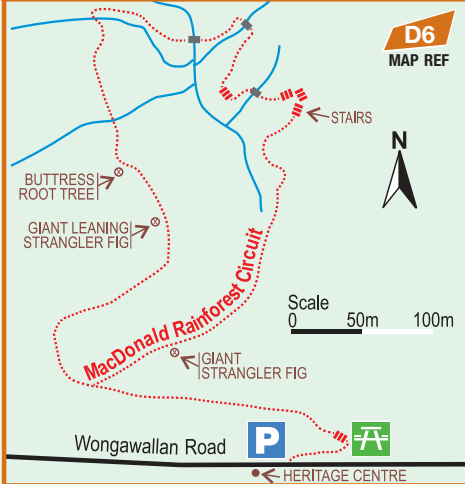 D6
MAP REF
STAIRS
N
BUTTRESS
ROOT TREE
GIANT LEANING
STRANGLER FIG
MacDonald Rainforest Circuit
Scale
0 50m 100m
GIANT
STRANGLER FIG
Wongawallan Road
P
HERITAGE CENTRE